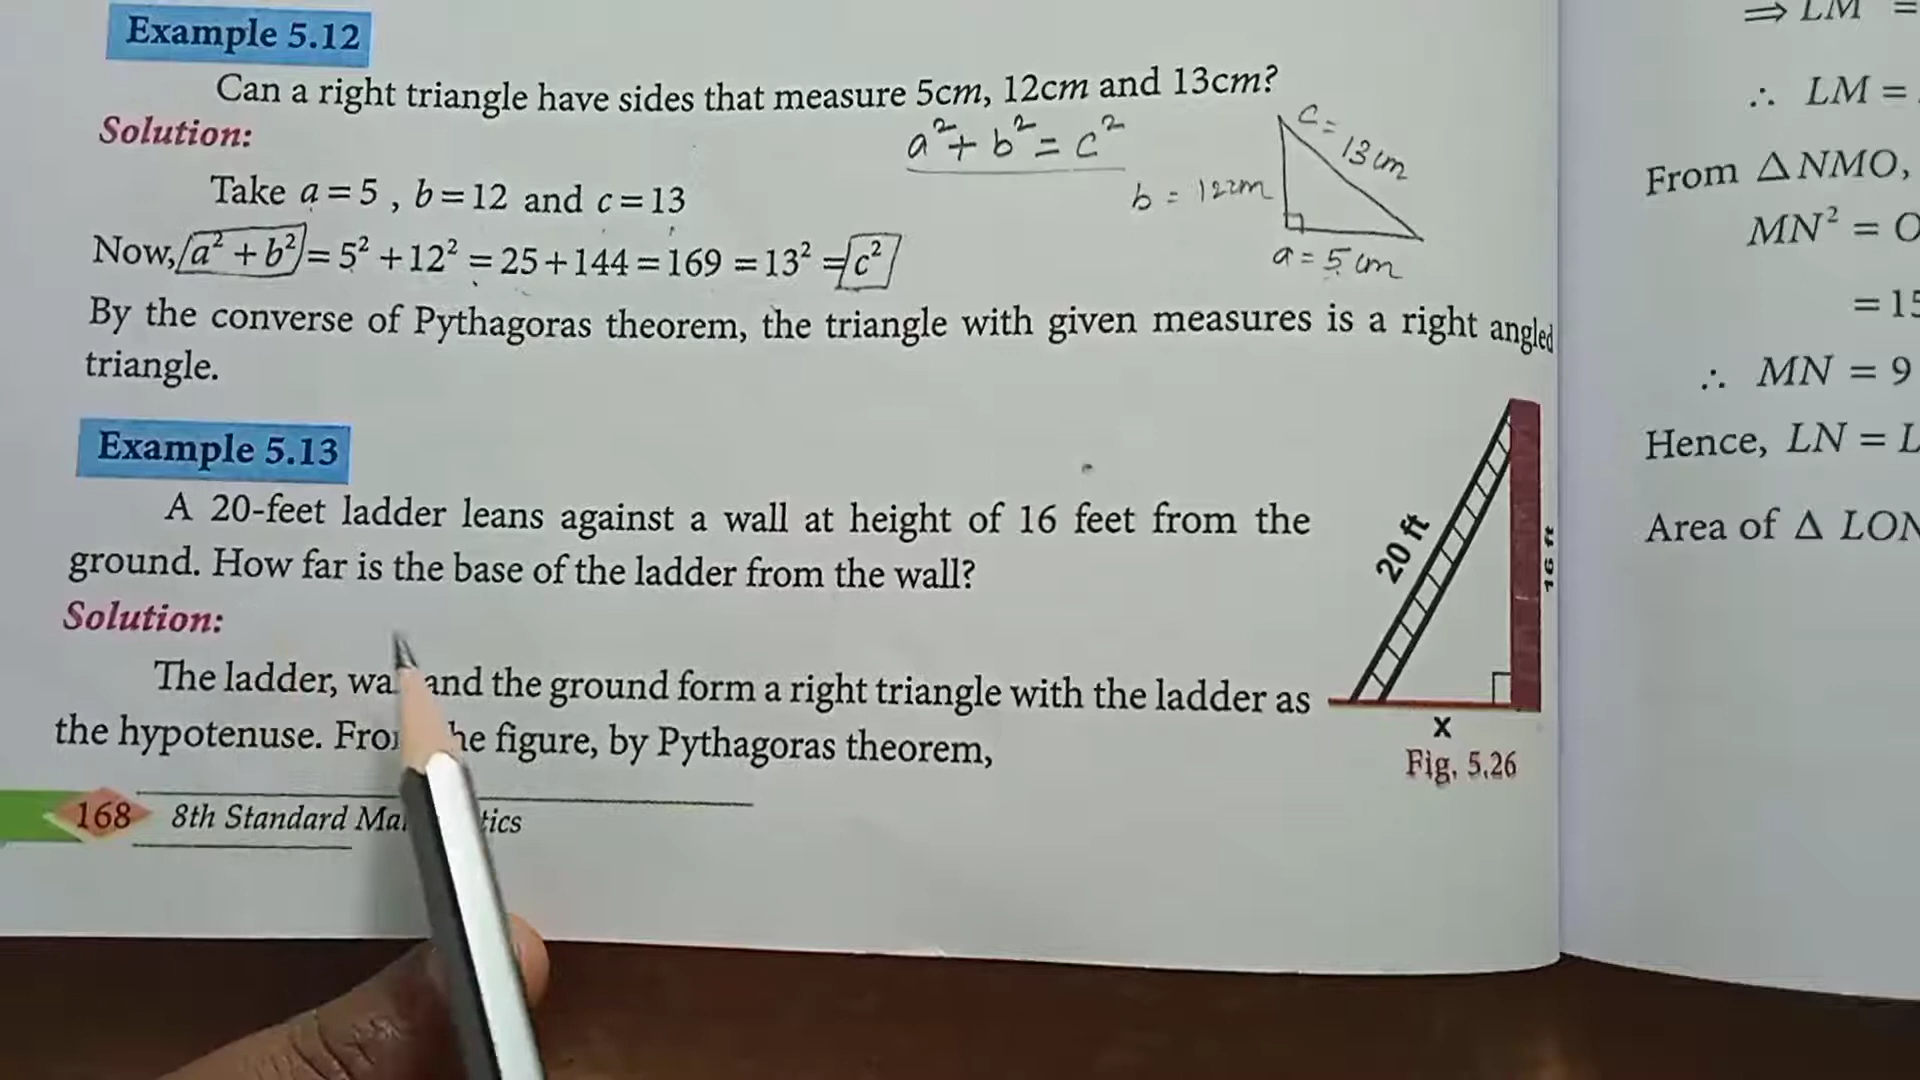 Example 5.12
Can a right triangle have sides that measure 5cm, 12cm and 13cm?
Solution:
a² + b² = c²
c = 13 cm
b = 12cm
a = 5 cm
Take a = 5 , b = 12 and c = 13
Now, a² + b² = 5² + 12² = 25 + 144 = 169 = 13² = c²
By the converse of Pythagoras theorem, the triangle with given measures is a right angled
triangle.
Example 5.13
A 20-feet ladder leans against a wall at height of 16 feet from the
ground. How far is the base of the ladder from the wall?
Solution:
The ladder, and the ground form a right triangle with the ladder as
the hypotenuse. figure, by Pythagoras theorem,
20 ft
16 ft
x
Fig. 5.26
168 8th Standard
⇒ LM =
∴ LM =
From △NMO,
MN² =
= 15
∴ MN = 9
Hence, LN =
Area of △